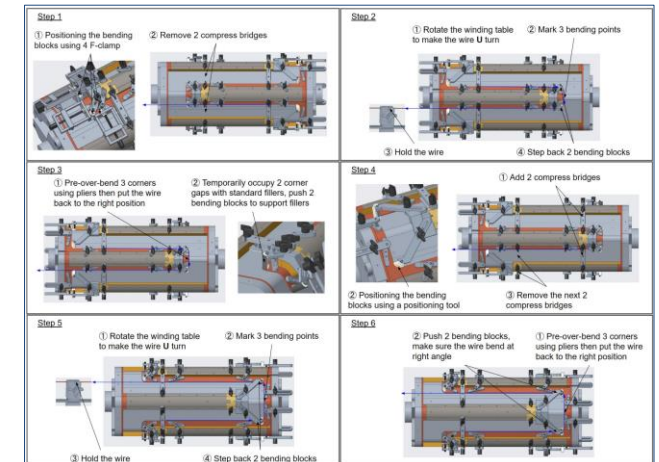 Step 1
① Positioning the bending
blocks using 4 F-clamp
② Remove 2 compress bridges
Step 2
① Rotate the winding table
to make the wire U turn
② Mark 3 bending points
③ Hold the wire
④ Step back 2 bending blocks
Step 3
① Pre-over-bend 3 corners
using pliers then put the wire
back to the right position
② Temporarily occupy 2 corner
gaps with standard fillers, push 2
bending blocks to support fillers
Step 4
① Add 2 compress bridges
② Positioning the bending
blocks using a positioning tool
③ Remove the next 2
compress bridges
Step 5
① Rotate the winding table
to make the wire U turn
② Mark 3 bending points
③ Hold the wire
④ Step back 2 bending blocks
Step 6
② Push 2 bending blocks,
make sure the wire bend at
right angle
① Pre-over-bend 3 corners
using pliers then put the wire
back to the right position